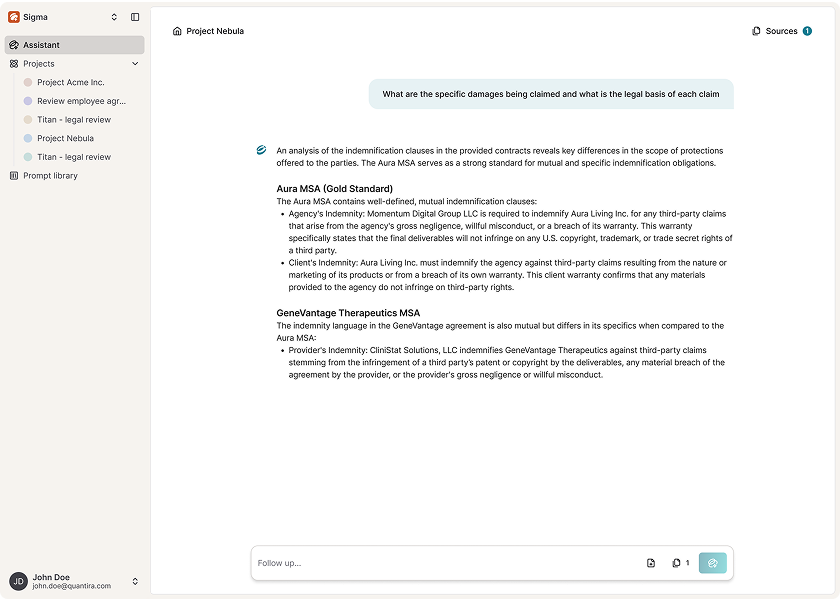 Sigma
Assistant
Projects
Project Acme Inc.
Review employee agr...
Titan - legal review
Project Nebula
Titan - legal review
Prompt library
JD
John Doe
john.doe@quantira.com
Project Nebula
Sources 1
What are the specific damages being claimed and what is the legal basis of each claim
An analysis of the indemnification clauses in the provided contracts reveals key differences in the scope of protections
offered to the parties. The Aura MSA serves as a strong standard for mutual and specific indemnification obligations.
Aura MSA (Gold Standard)
The Aura MSA contains well-defined, mutual indemnification clauses:
• Agency's Indemnity: Momentum Digital Group LLC is required to indemnify Aura Living Inc. for any third-party claims
that arise from the agency's gross negligence, willful misconduct, or a breach of its warranty. This warranty
specifically states that the final deliverables will not infringe on any U.S. copyright, trademark, or trade secret rights of
a third party.
• Client's Indemnity: Aura Living Inc. must indemnify the agency against third-party claims resulting from the nature or
marketing of its products or from a breach of its own warranty. This client warranty confirms that any materials
provided to the agency do not infringe on third-party rights.
GeneVantage Therapeutics MSA
The indemnity language in the GeneVantage agreement is also mutual but differs in its specifics when compared to the
Aura MSA:
• Provider's Indemnity: CliniStat Solutions, LLC indemnifies GeneVantage Therapeutics against third-party claims
stemming from the infringement of a third party's patent or copyright by the deliverables, any material breach of the
agreement by the provider, or the provider's gross negligence or willful misconduct.
Follow up...
1